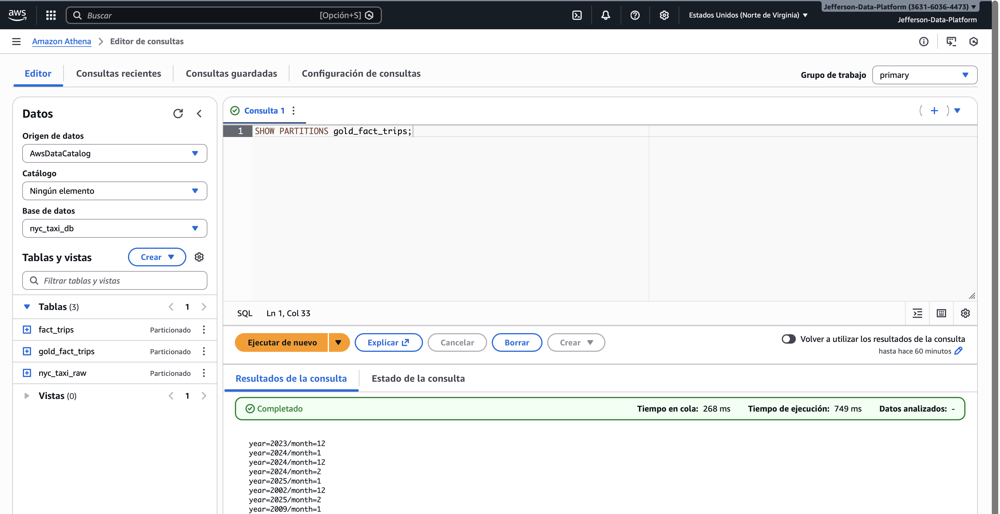 aws
Buscar
[Opción+S]
Estados Unidos (Norte de Virginia)
Jefferson-Data-Platform (3631-6036-4473)
Jefferson-Data-Platform
Amazon Athena
Editor de consultas
Editor
Consultas recientes
Consultas guardadas
Configuración de consultas
Grupo de trabajo
primary
Datos
Origen de datos
AwsDataCatalog
Catálogo
Ningún elemento
Base de datos
nyc_taxi_db
Tablas y vistas
Crear
Filtrar tablas y vistas
Tablas (3)
1
fact_trips
Particionado
gold_fact_trips
Particionado
nyc_taxi_raw
Particionado
Vistas (0)
1
Consulta 1
1
SHOW PARTITIONS gold_fact_trips;
SQL
Ln 1, Col 33
Ejecutar de nuevo
Explicar
Cancelar
Borrar
Crear
Volver a utilizar los resultados de la consulta
hasta hace 60 minutos
Resultados de la consulta
Estado de la consulta
Completado
Tiempo en cola: 268 ms
Tiempo de ejecución: 749 ms
Datos analizados: -
year=2023/month=12
year=2024/month=1
year=2024/month=12
year=2024/month=2
year=2025/month=1
year=2002/month=12
year=2025/month=2
year=2009/month=1